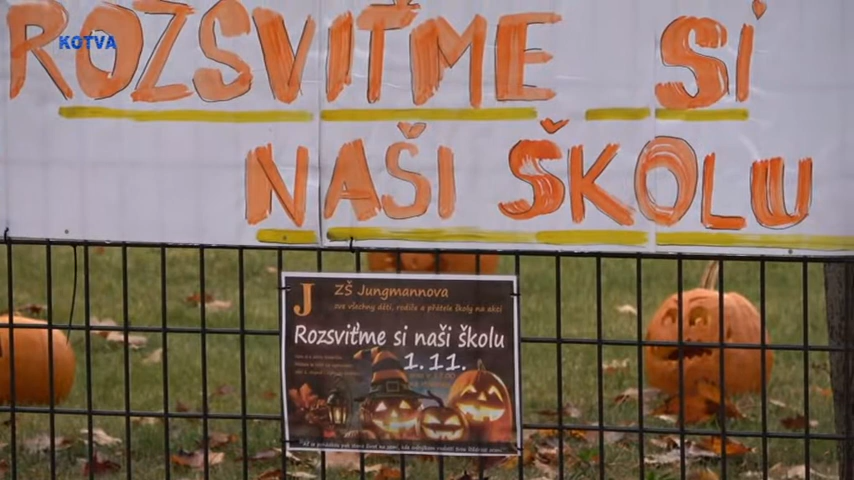 KOTVA
ROZSVIŤME SI
NAŠI ŠKOLU
J ZŠ Jungmannova
zve všechny děti, rodiče a přátele školy na akci
Rozsviťme si naši školu
1.11.